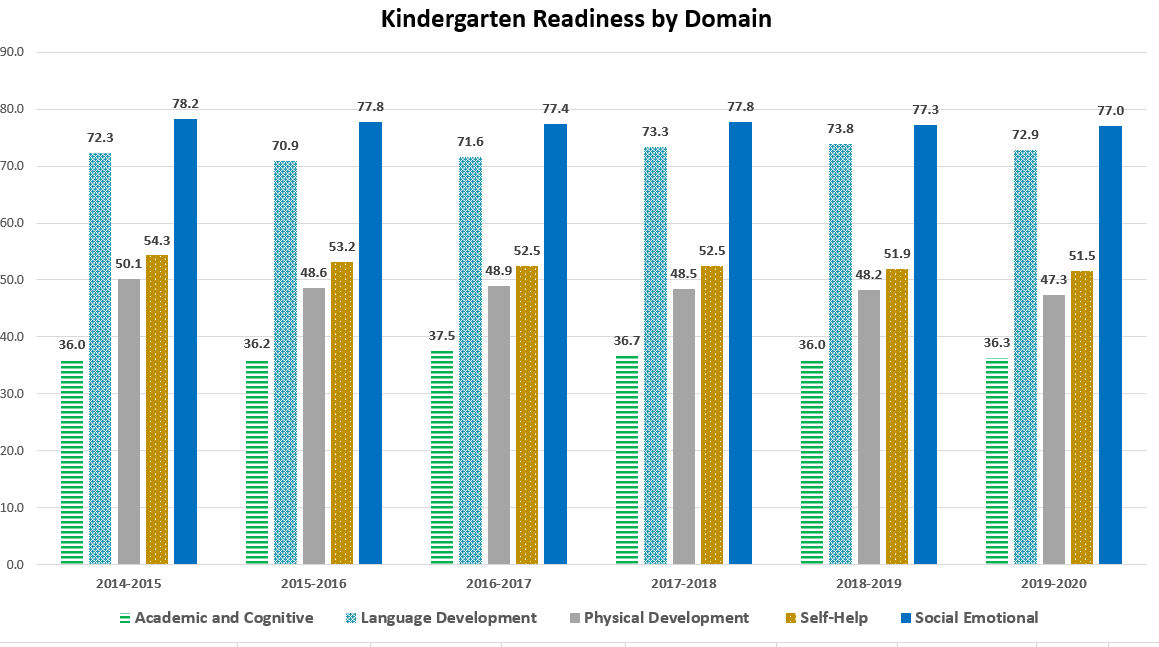 Kindergarten Readiness by Domain
90.0
80.0
70.0
60.0
50.0
40.0
30.0
20.0
10.0
0.0
36.0 72.3 50.1 54.3 78.2
36.2 70.9 48.6 53.2 77.8
37.5 71.6 48.9 52.5 77.4
36.7 73.3 48.5 52.5 77.8
36.0 73.8 48.2 51.9 77.3
36.3 72.9 47.3 51.5 77.0
2014-2015 2015-2016 2016-2017 2017-2018 2018-2019 2019-2020
Academic and Cognitive Language Development Physical Development Self-Help Social Emotional